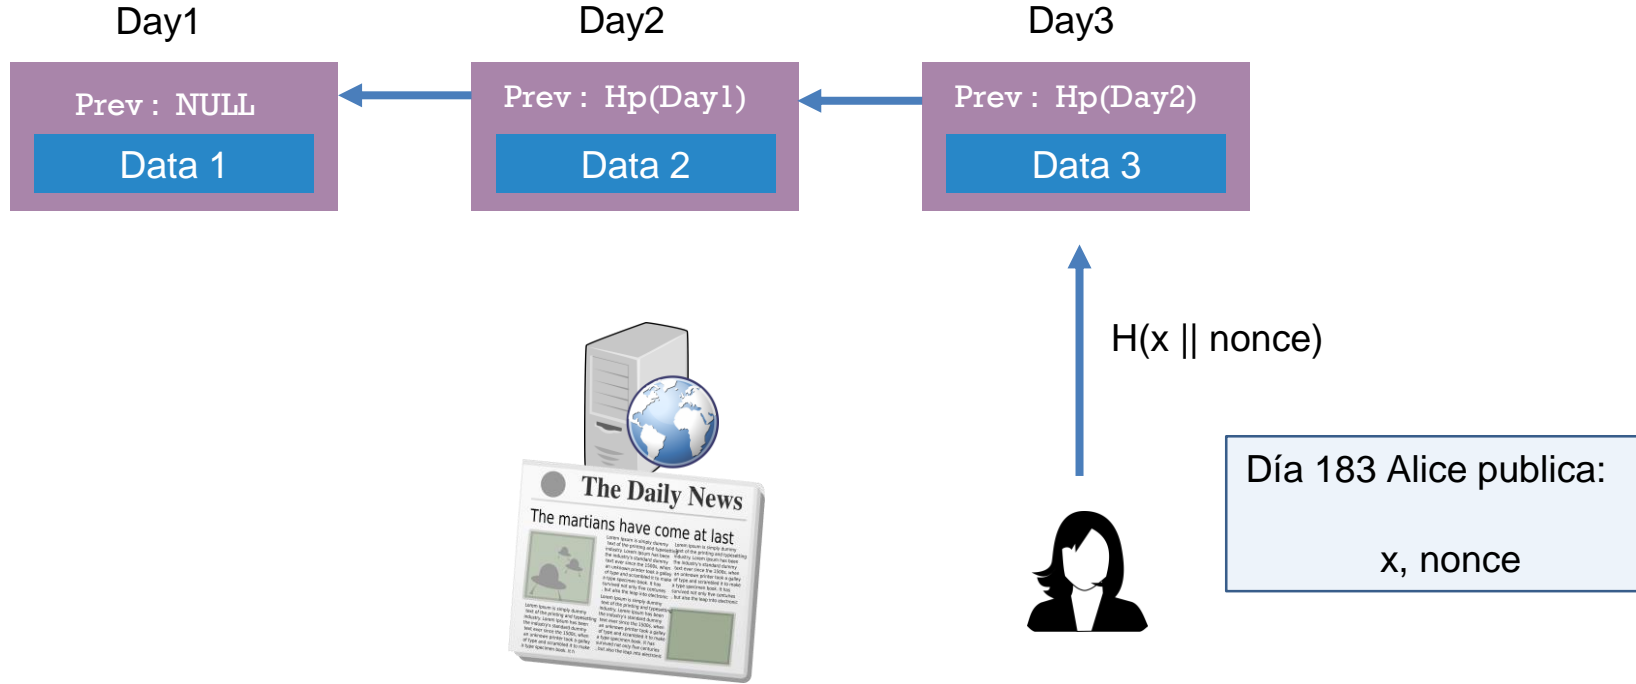 Day1
Day2
Day3
Prev : NULL
Prev : Hp(Day1)
Prev : Hp(Day2)
Data 1
Data 2
Data 3
H(x || nonce)
Día 183 Alice publica:
x, nonce
The Daily News
The martians have come at last